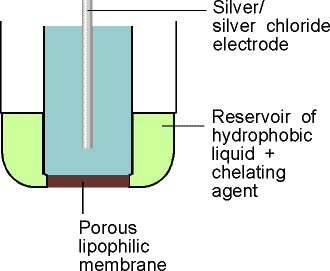 Silver/
silver chloride
electrode
Reservoir of
hydrophobic
liquid +
chelating
agent
Porous
lipophilic
membrane